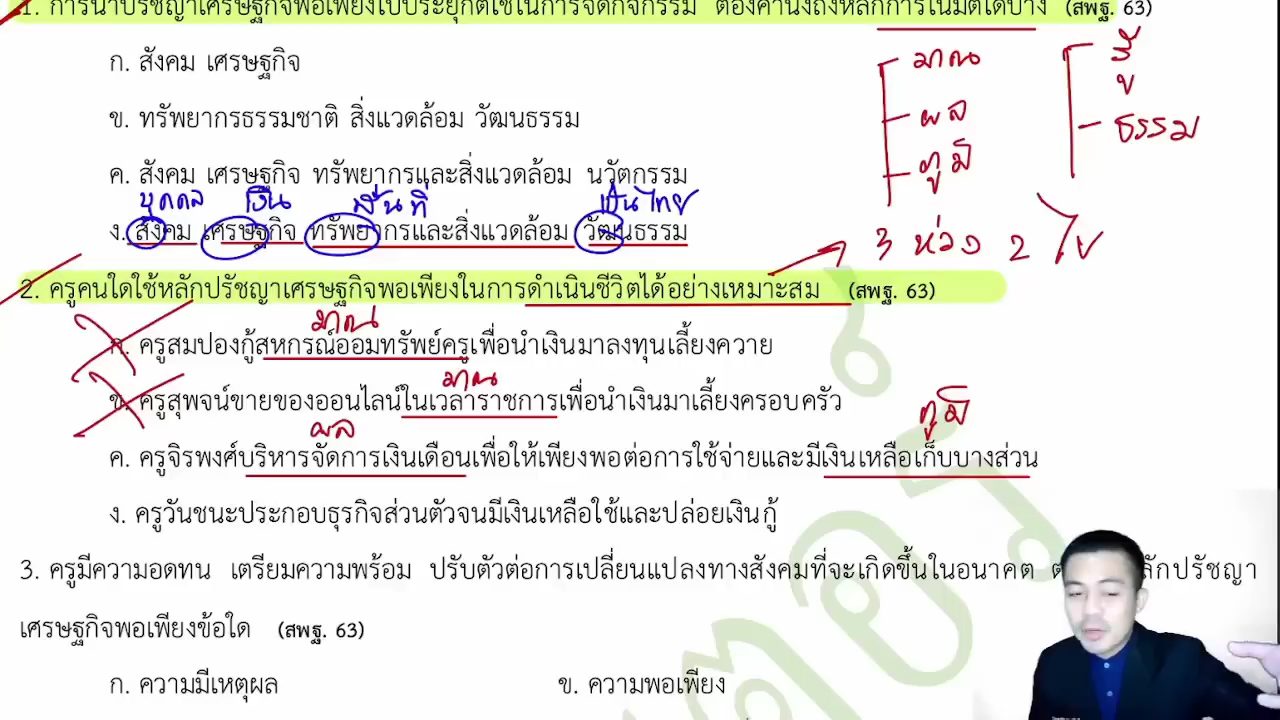 1. การนำปรัชญาเศรษฐกิจพอเพียงไปประยุกต์ใช้ในการจัดกิจกรรม ต้องคำนึงถึงหลักการในมิติใดบ้าง (สพฐ. 63)
ก. สังคม เศรษฐกิจ
มาณ
รู้
ข. ทรัพยากรธรรมชาติ สิ่งแวดล้อม วัฒนธรรม
ผล
ธรรม
ค. สังคม เศรษฐกิจ ทรัพยากรและสิ่งแวดล้อม นวัตกรรม
ภูมิ
บุคคล เงิน พื้นที่ เป็นไทย
ง. สังคม เศรษฐกิจ ทรัพยากรและสิ่งแวดล้อม วัฒนธรรม
3 ห่วง 2 ไข
2. ครูคนใดใช้หลักปรัชญาเศรษฐกิจพอเพียงในการดำเนินชีวิตได้อย่างเหมาะสม (สพฐ. 63)
มาณ
ก. ครูสมปองกู้สหกรณ์ออมทรัพย์ครูเพื่อนำเงินมาลงทุนเลี้ยงควาย
มาณ
ข. ครูสุพจน์ขายของออนไลน์ในเวลาราชการเพื่อนำเงินมาเลี้ยงครอบครัว
ผล ภูมิ
ค. ครูจิรพงศ์บริหารจัดการเงินเดือนเพื่อให้เพียงพอต่อการใช้จ่ายและมีเงินเหลือเก็บบางส่วน
ง. ครูวันชนะประกอบธุรกิจส่วนตัวจนมีเงินเหลือใช้และปล่อยเงินกู้
3. ครูมีความอดทน เตรียมความพร้อม ปรับตัวต่อการเปลี่ยนแปลงทางสังคมที่จะเกิดขึ้นในอนาคต ลักปรัชญา
เศรษฐกิจพอเพียงข้อใด (สพฐ. 63)
ก. ความมีเหตุผล ข. ความพอเพียง